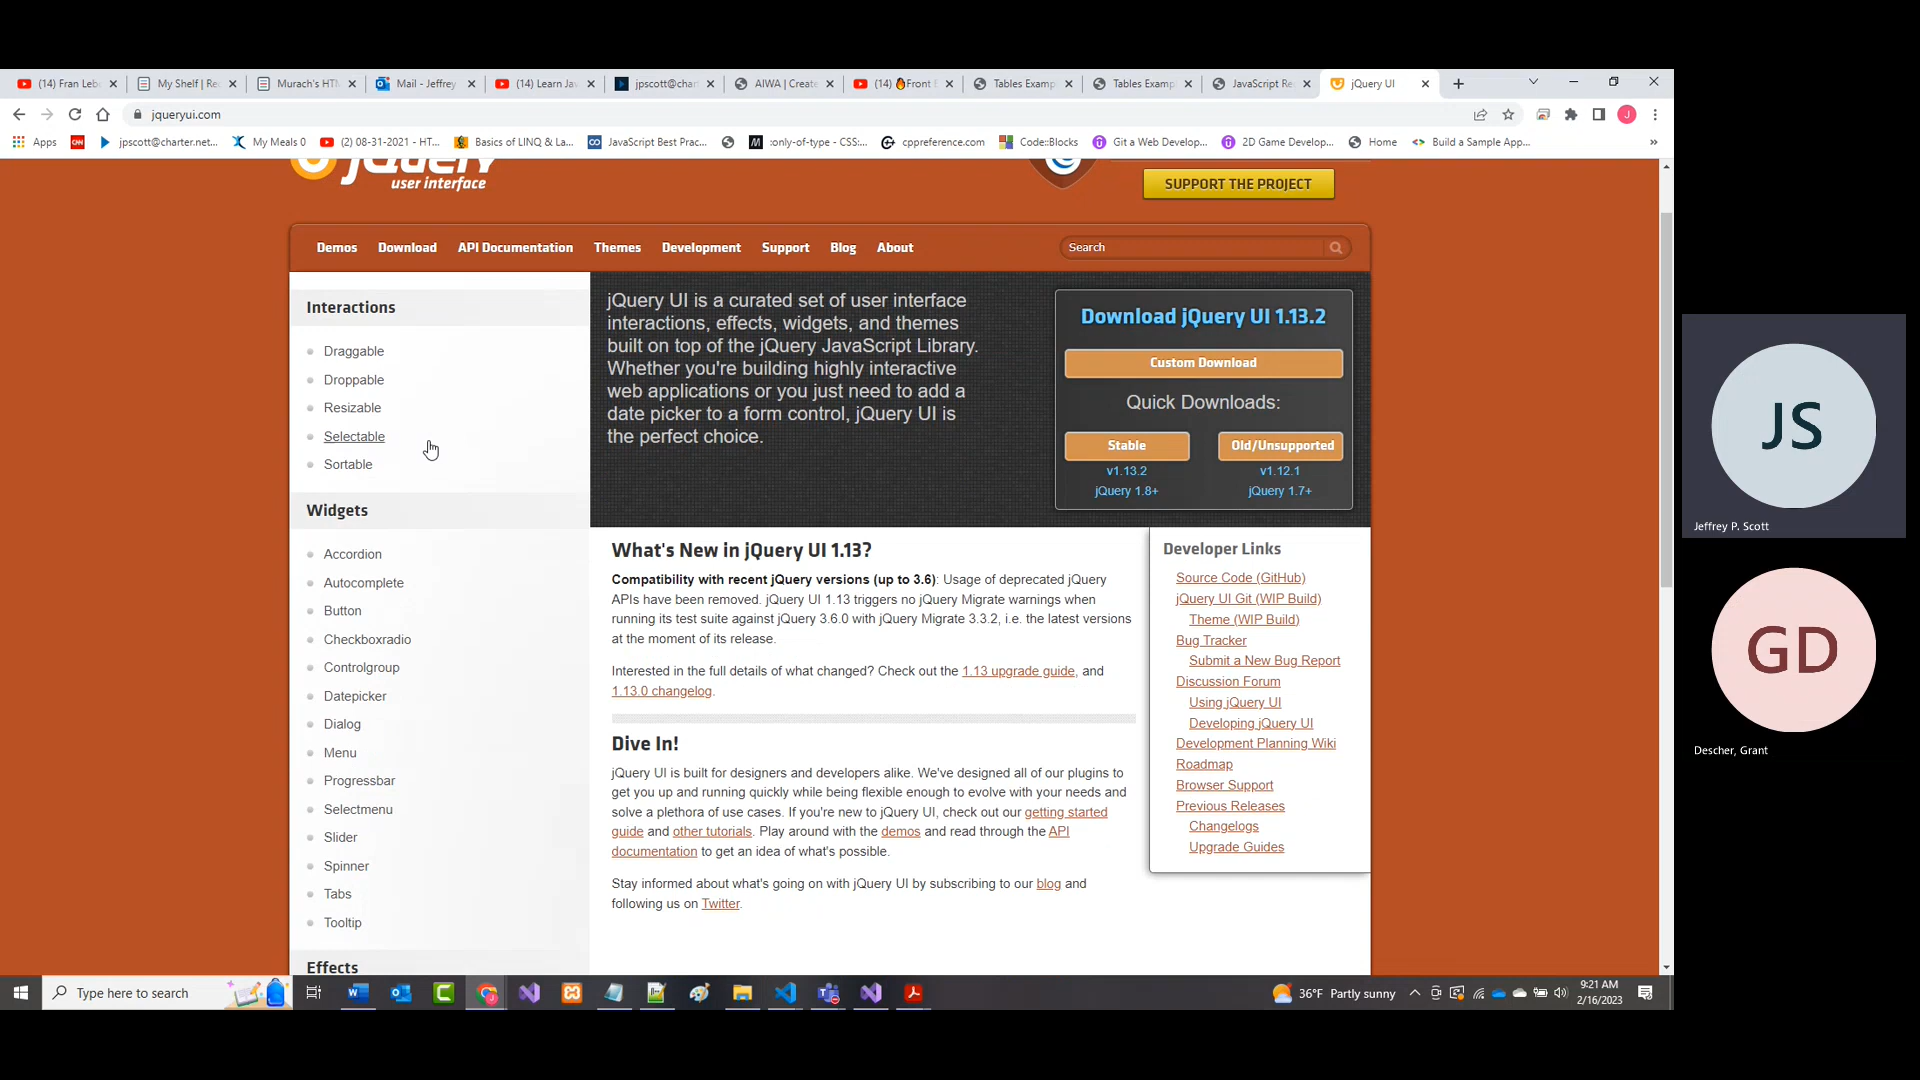 (14) Fran Leb
My Shelf | Re
Murach's HT
Mail - Jeffrey
(14) Learn Jav
jpscott@char
AIWA | Create
(14) Front E
Tables Examp
Tables Examp
JavaScript Re
jQuery UI
jqueryui.com
J
Apps
CNN
jpscott@charter.net...
My Meals 0
(2) 08-31-2021 - HT...
Basics of LINQ & La...
JavaScript Best Prac...
:only-of-type - CSS:...
cppreference.com
Code::Blocks
Git a Web Develop...
2D Game Develop...
Home
Build a Sample App...
»
jQuery
user interface
SUPPORT THE PROJECT
Demos Download API Documentation Themes Development Support Blog About
Search
Interactions
Draggable
Droppable
Resizable
Selectable
Sortable
Widgets
Accordion
Autocomplete
Button
Checkboxradio
Controlgroup
Datepicker
Dialog
Menu
Progressbar
Selectmenu
Slider
Spinner
Tabs
Tooltip
Effects
jQuery UI is a curated set of user interface
interactions, effects, widgets, and themes
built on top of the jQuery JavaScript Library.
Whether you're building highly interactive
web applications or you just need to add a
date picker to a form control, jQuery UI is
the perfect choice.
Download jQuery UI 1.13.2
Custom Download
Quick Downloads:
Stable
Old/Unsupported
v1.13.2
v1.12.1
jQuery 1.8+
jQuery 1.7+
What's New in jQuery UI 1.13?
Compatibility with recent jQuery versions (up to 3.6): Usage of deprecated jQuery
APIs have been removed. jQuery UI 1.13 triggers no jQuery Migrate warnings when
running its test suite against jQuery 3.6.0 with jQuery Migrate 3.3.2, i.e. the latest versions
at the moment of its release.
Interested in the full details of what changed? Check out the 1.13 upgrade guide, and
1.13.0 changelog.
Dive In!
jQuery UI is built for designers and developers alike. We've designed all of our plugins to
get you up and running quickly while being flexible enough to evolve with your needs and
solve a plethora of use cases. If you're new to jQuery UI, check out our getting started
guide and other tutorials. Play around with the demos and read through the API
documentation to get an idea of what's possible.
Stay informed about what's going on with jQuery UI by subscribing to our blog and
following us on Twitter.
Developer Links
Source Code (GitHub)
jQuery UI Git (WIP Build)
Theme (WIP Build)
Bug Tracker
Submit a New Bug Report
Discussion Forum
Using jQuery UI
Developing jQuery UI
Development Planning Wiki
Roadmap
Browser Support
Previous Releases
Changelogs
Upgrade Guides
Type here to search
36°F Partly sunny
9:21 AM
2/16/2023
JS
Jeffrey P. Scott
GD
Descher, Grant